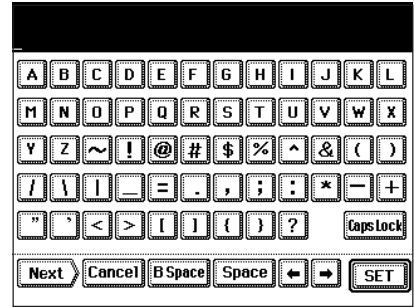 _
A B C D E F G H I J K L
M N O P Q R S T U V W X
Y Z ~ ! @ # $ % ^ & ( )
/ \ | _ = . , ; : * - +
" ' < > [ ] { } ? Caps Lock
Next Cancel B Space Space ← → SET